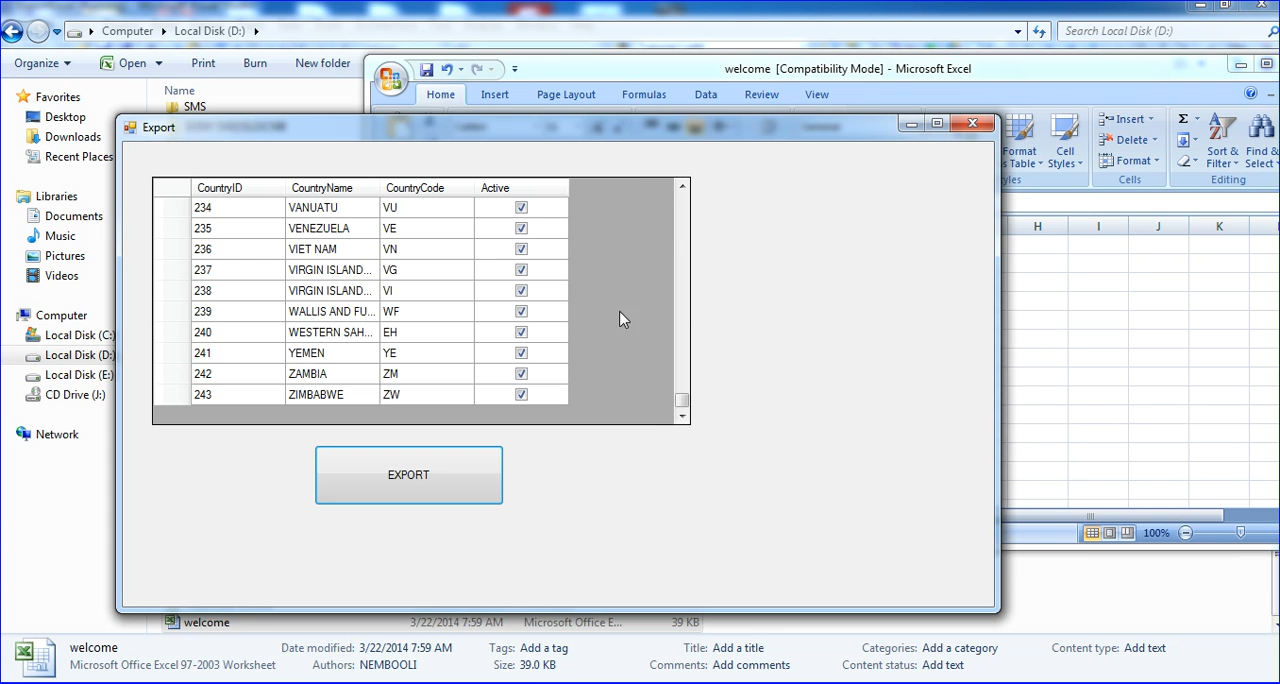 Computer Local Disk (D:) Search Local Disk (D:)
Organize Open Print Burn New folder
welcome [Compatibility Mode] - Microsoft Excel
Home Insert Page Layout Formulas Data Review View
Favorites
Desktop
Downloads
Recent Places
Libraries
Documents
Music
Pictures
Videos
Computer
Local Disk (C:)
Local Disk (D:)
Local Disk (E:)
CD Drive (J:)
Network
Name
SMS
Insert
Delete
Format
Format
Table
Cell
Styles
Cells
Σ
Sort &
Filter
Find &
Select
Editing
H I J K
Export
CountryID CountryName CountryCode Active
234 VANUATU VU
235 VENEZUELA VE
236 VIET NAM VN
237 VIRGIN ISLAND... VG
238 VIRGIN ISLAND... VI
239 WALLIS AND FU... WF
240 WESTERN SAH... EH
241 YEMEN YE
242 ZAMBIA ZM
243 ZIMBABWE ZW
EXPORT
100%
welcome 3/22/2014 7:59 AM Microsoft Office E... 39 KB
welcome Date modified: 3/22/2014 7:59 AM Tags: Add a tag Title: Add a title Categories: Add a category Content type: Add text
Microsoft Office Excel 97-2003 Worksheet Authors: NEMBOOLI Size: 39.0 KB Comments: Add comments Content status: Add text